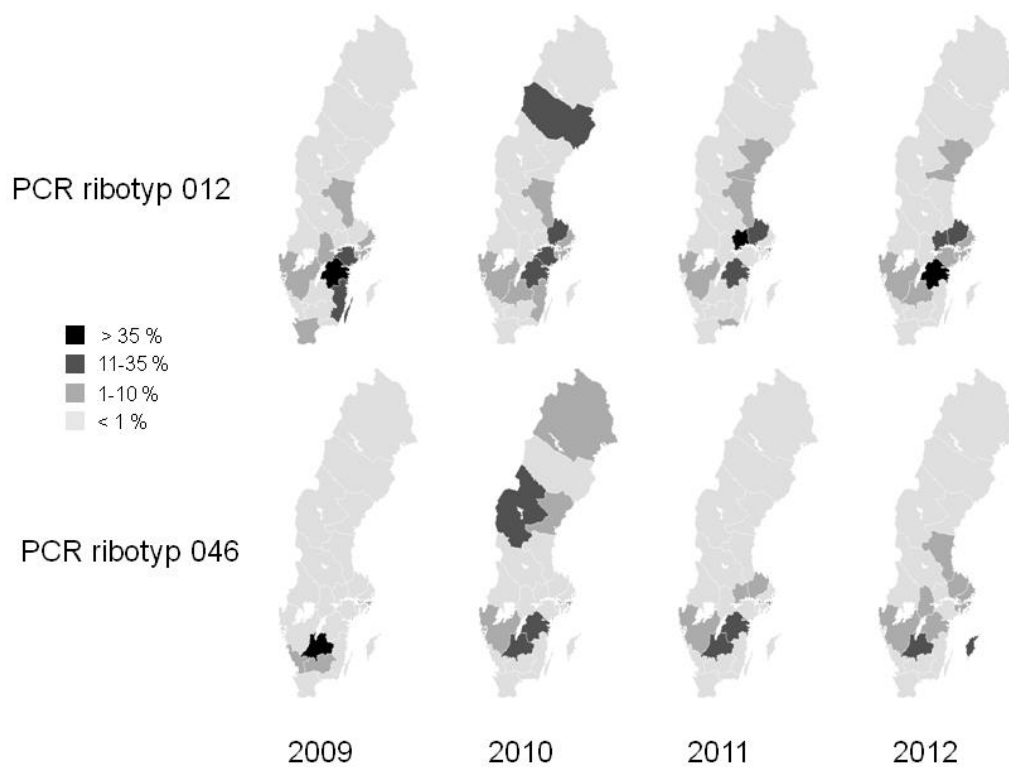 PCR ribotyp 012
> 35 %
11-35 %
1-10 %
< 1 %
PCR ribotyp 046
2009
2010
2011
2012